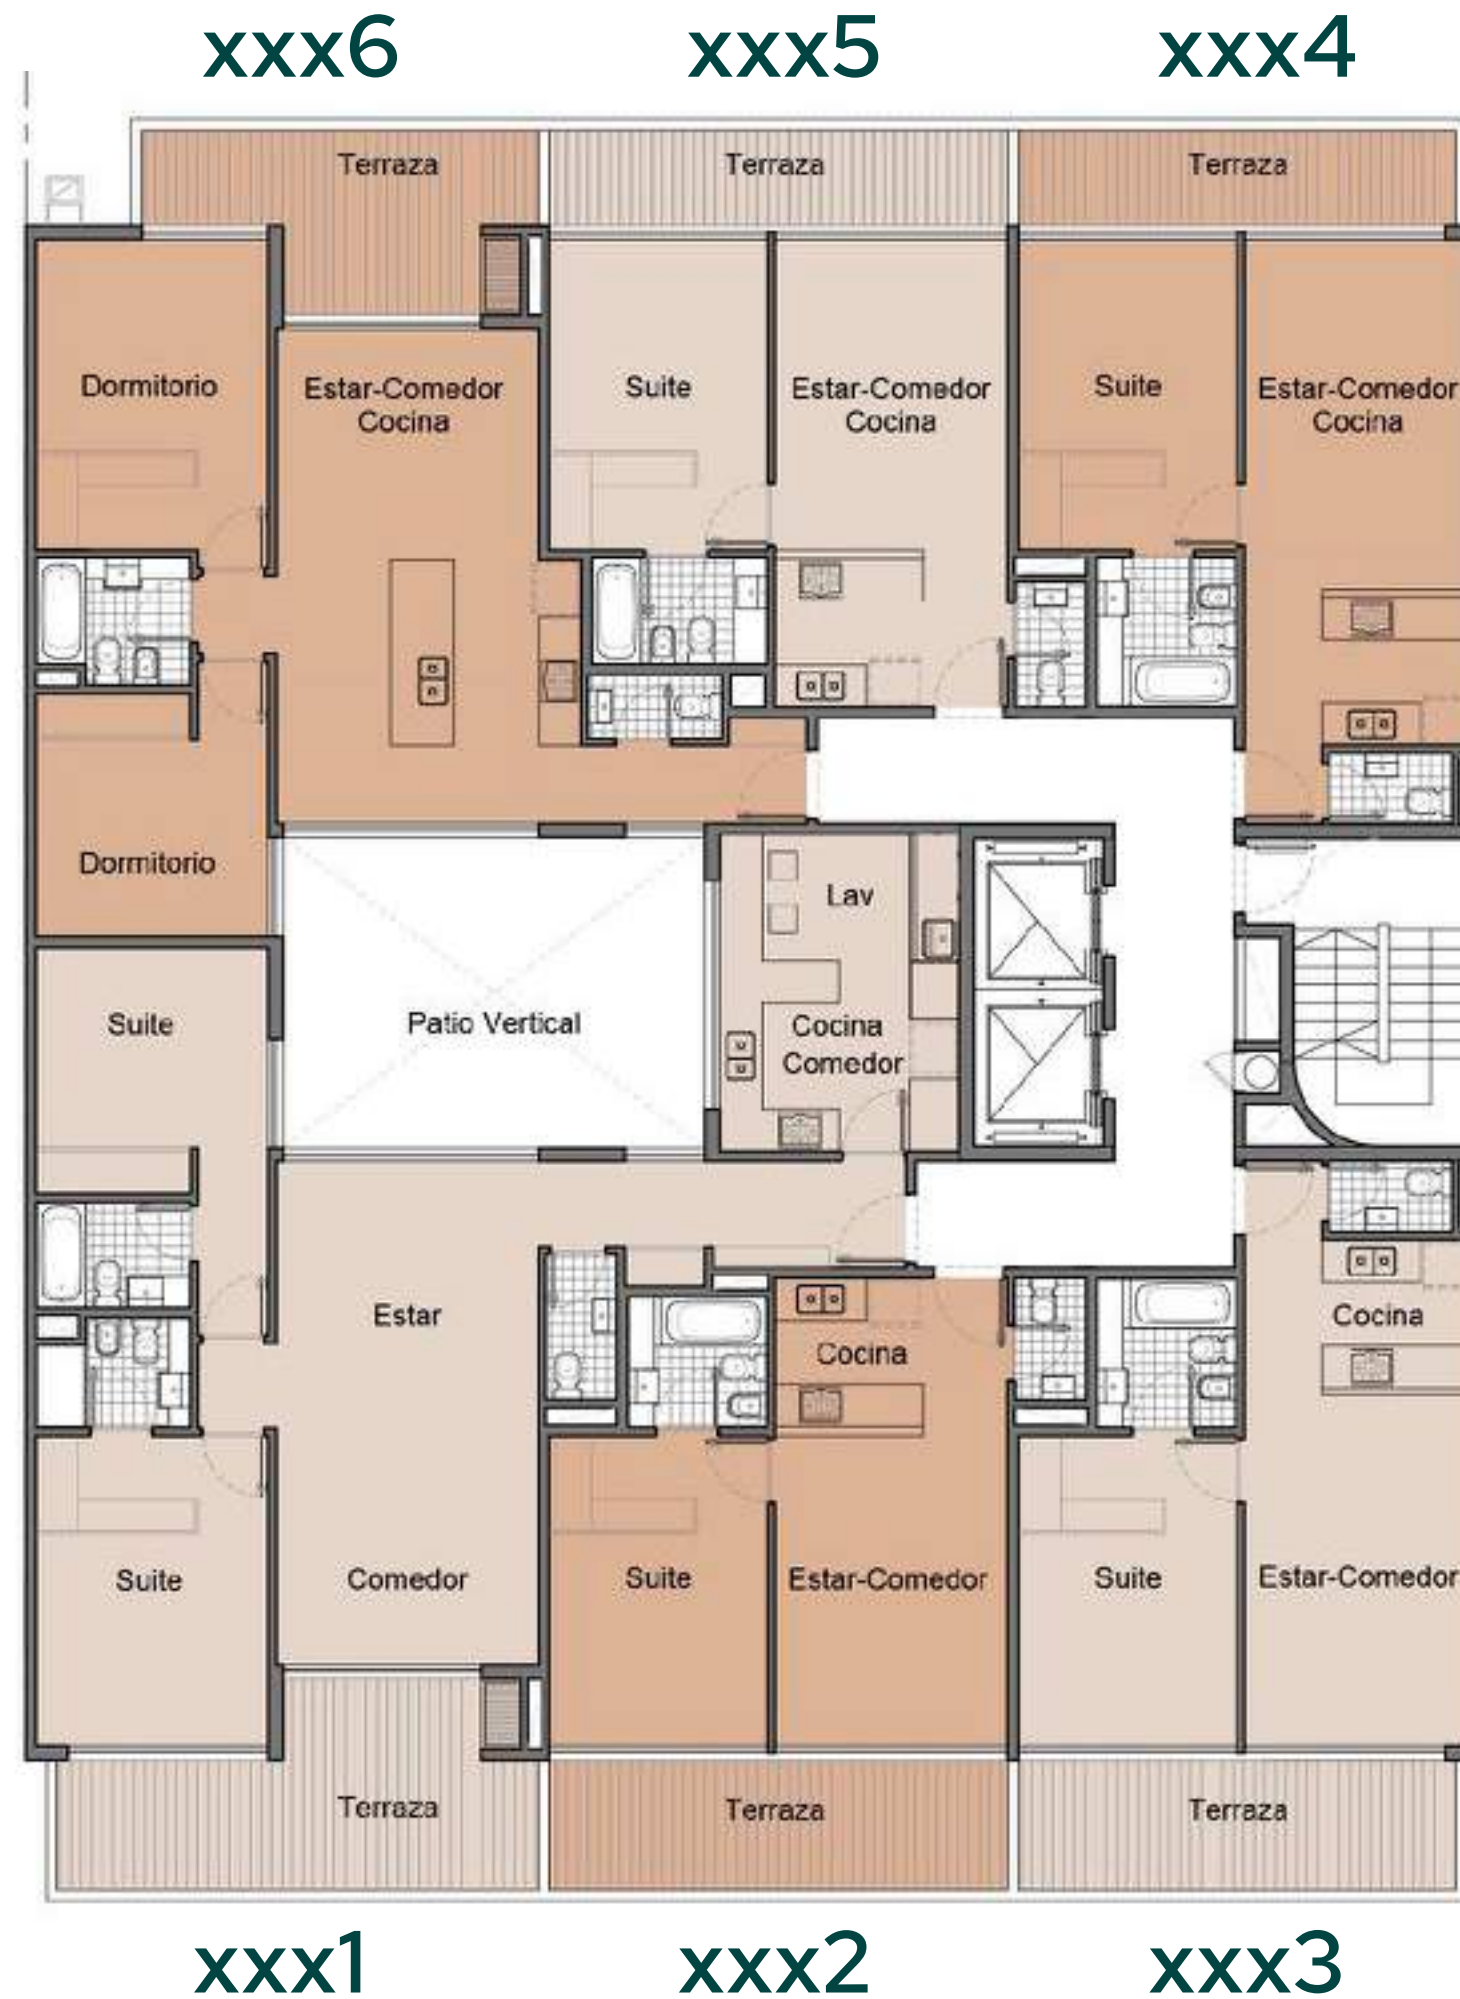 xxx6 xxx5 xxx4
Terraza Terraza Terraza
Dormitorio
Estar-Comedor
Cocina
Suite
Estar-Comedor
Cocina
Suite
Estar-Comedor
Cocina
Dormitorio
Lav
Suite
Patio Vertical
Cocina
Comedor
Estar
Cocina
Cocina
Suite
Comedor
Suite
Estar-Comedor
Suite
Estar-Comedor
Terraza Terraza Terraza
xxx1 xxx2 xxx3